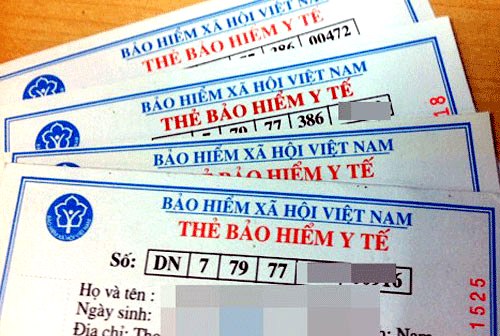 BẢO HIỂM XÃ HỘI VIỆT NAM
THẺ BẢO HIỂM Y TẾ
386 00472
BẢO HIỂM XÃ HỘI VIỆT NAM
THẺ BẢO HIỂM Y TẾ
7 79 77 386
18
BẢO HIỂM XÃ HỘI VIỆT NAM
THẺ BẢO HIỂM Y TẾ
BẢO HIỂM XÃ HỘI VIỆT NAM
THẺ BẢO HIỂM Y TẾ
Số: DN 7 79 77
1525
Họ và tên :
Ngày sinh:
Nam
Địa chỉ: